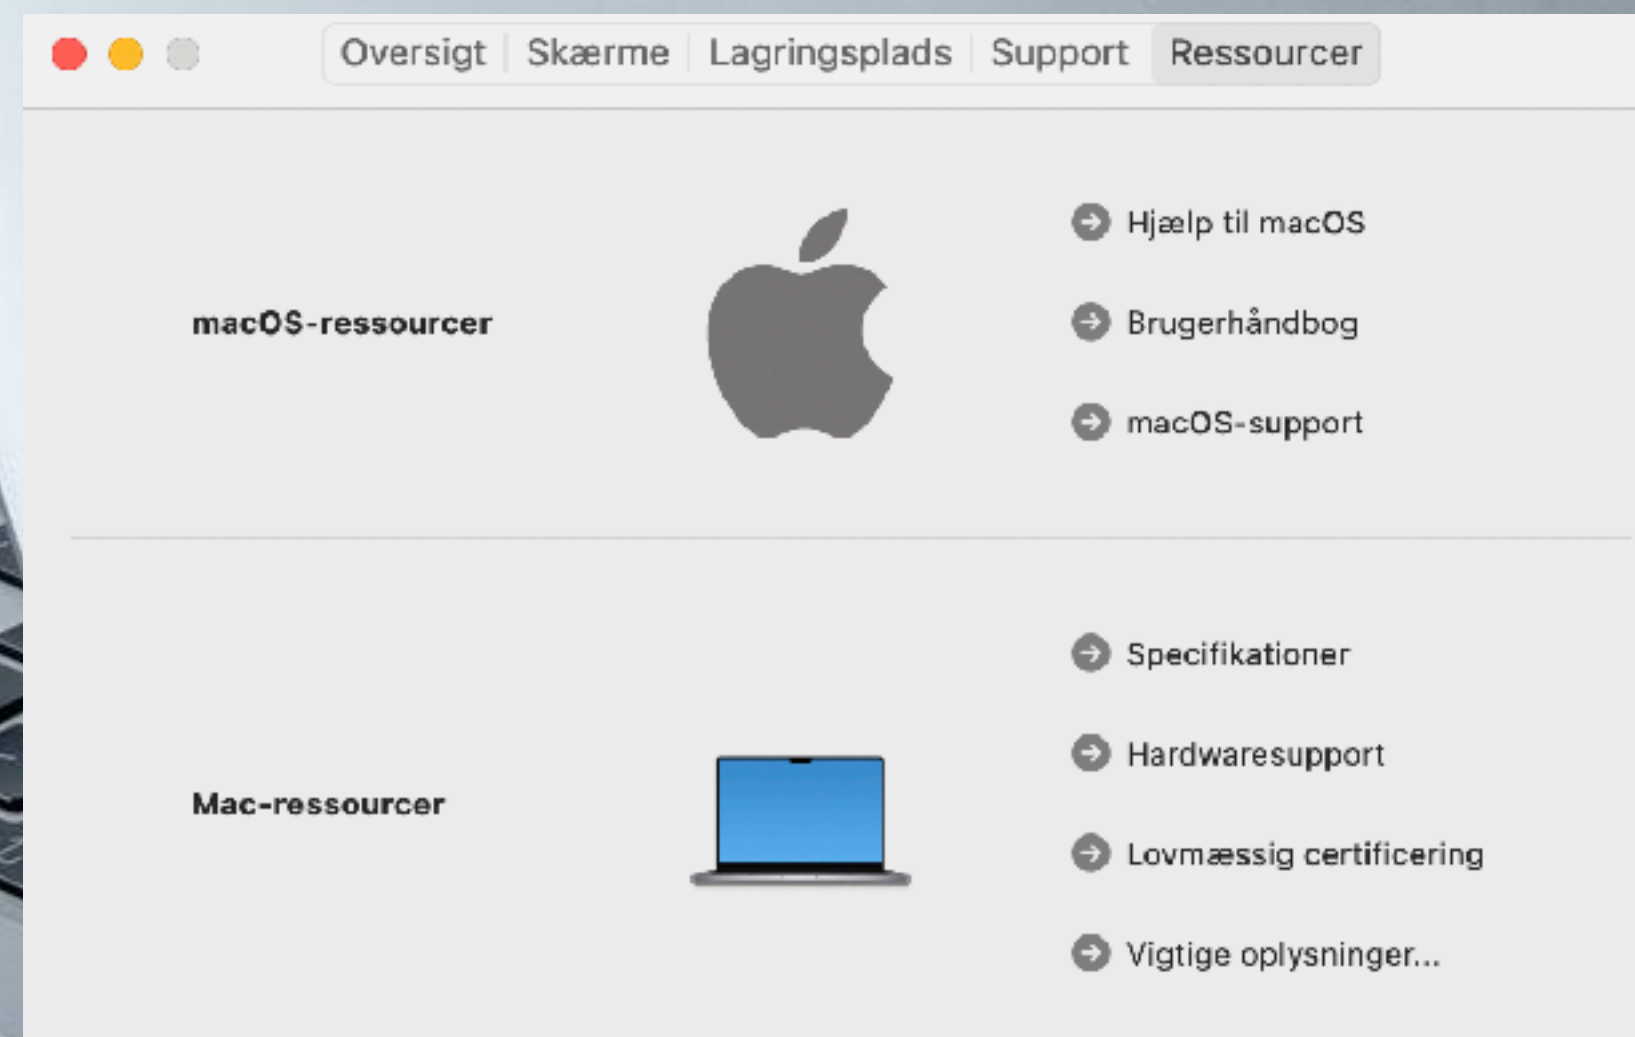 Oversigt Skærme Lagringsplads Support Ressourcer
macOS-ressourcer
Hjælp til macOS
Brugerhåndbog
macOS-support
Mac-ressourcer
Specifikationer
Hardwaresupport
Lovmæssig certificering
Vigtige oplysninger...